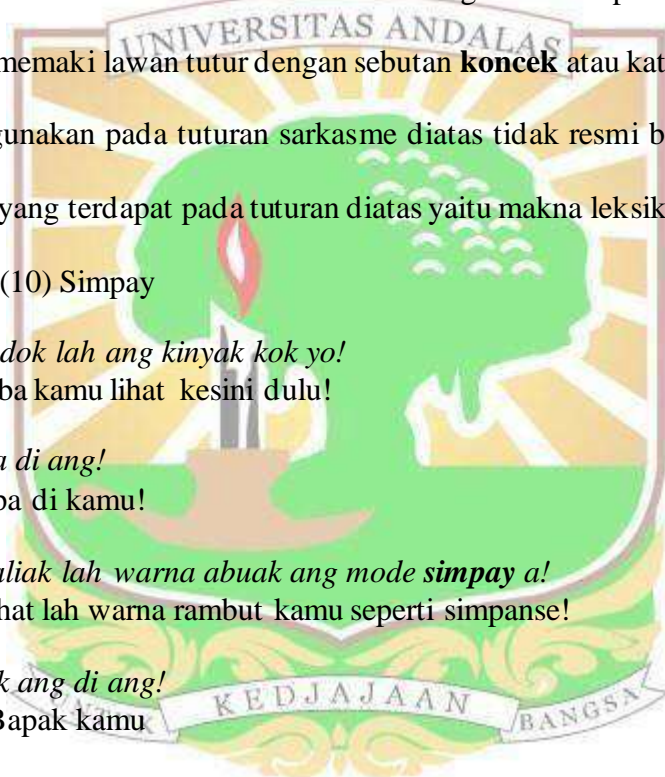 UNIVERSITAS ANDALAS
memaki lawan tutur dengan sebutan koncek atau kat
gunakan pada tuturan sarkasme diatas tidak resmi b
yang terdapat pada tuturan diatas yaitu makna leksik
(10) Simpay
dok lah ang kinyak kok yo!
ba kamu lihat kesini dulu!
a di ang!
pa di kamu!
aliak lah warna abuak ang mode simpay a!
hat lah warna rambut kamu seperti simpanse!
k ang di ang!
Bapak kamu
UNTUK KEDJAJAAN BANGSA